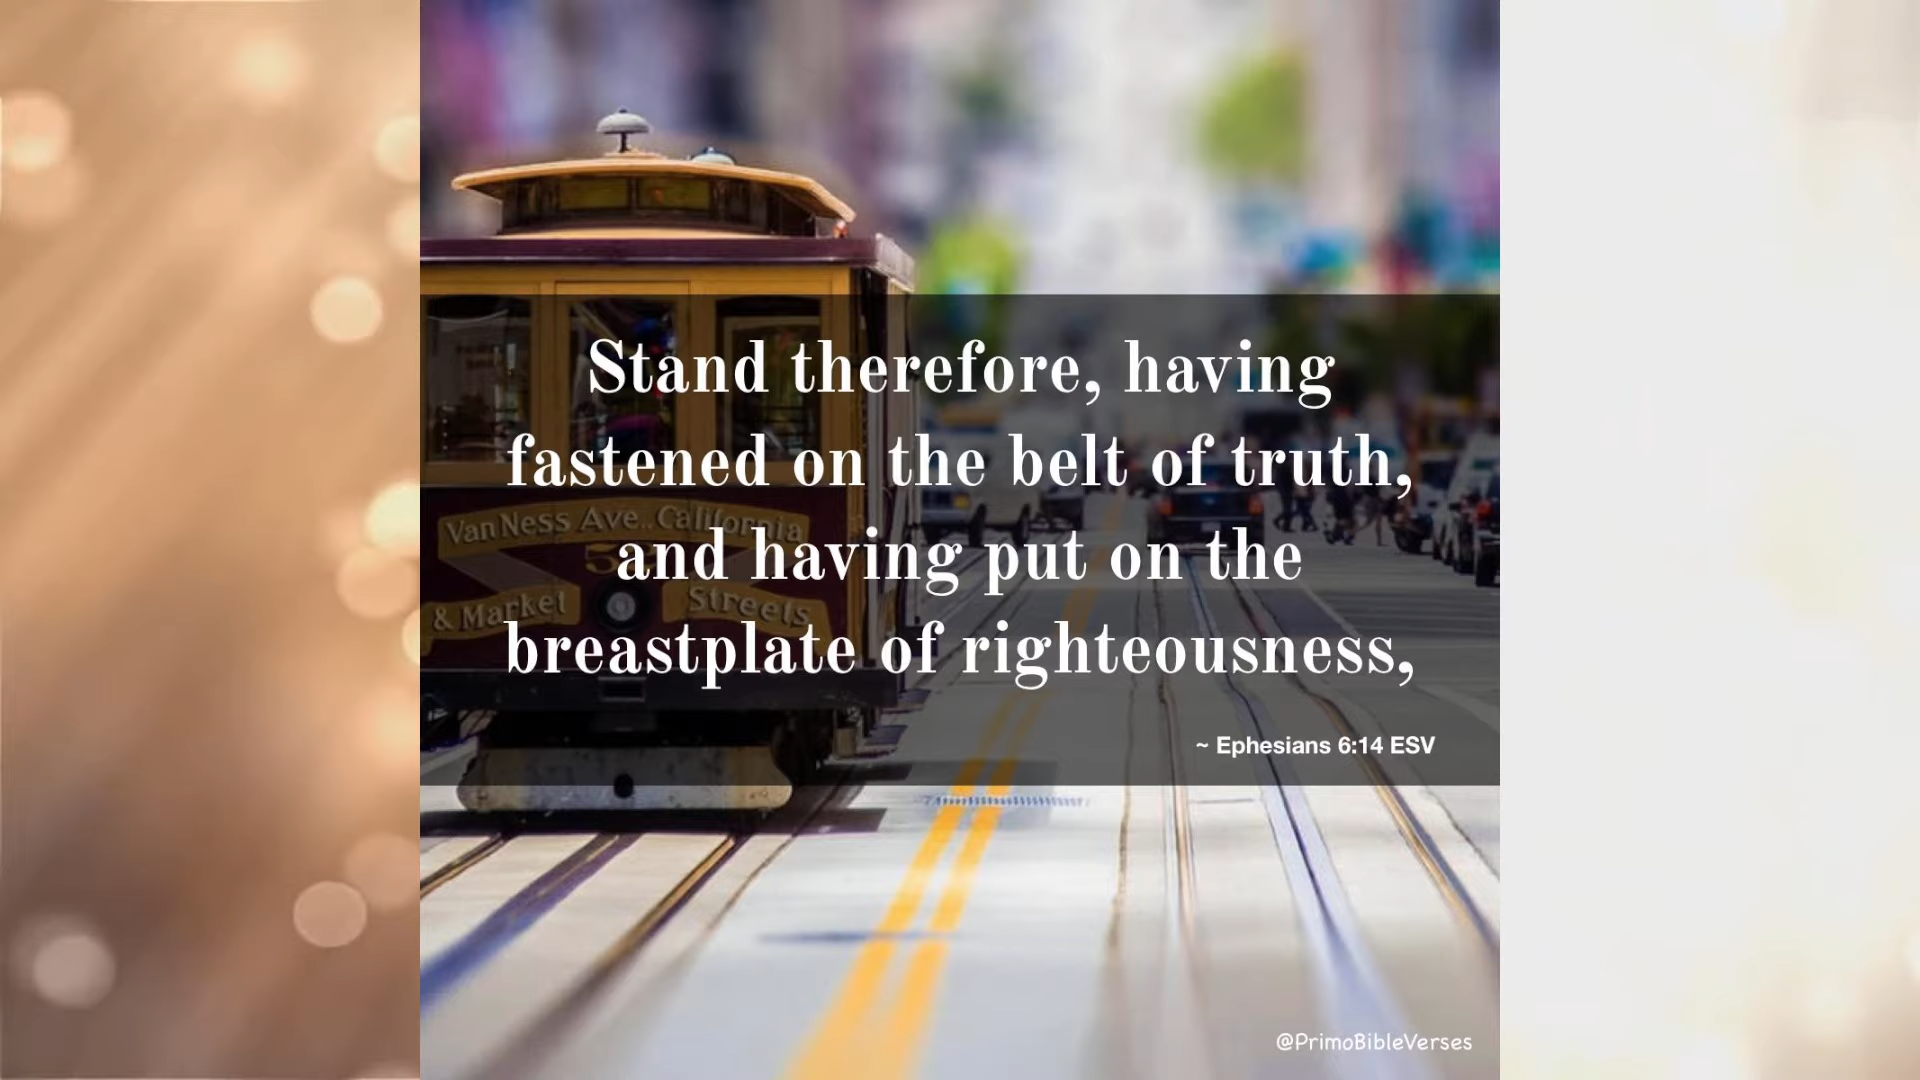 Stand therefore, having
fastened on the belt of truth,
and having put on the
breastplate of righteousness,
~ Ephesians 6:14 ESV
Van Ness Ave.. California
& Market Streets
@PrimoBibleVerses